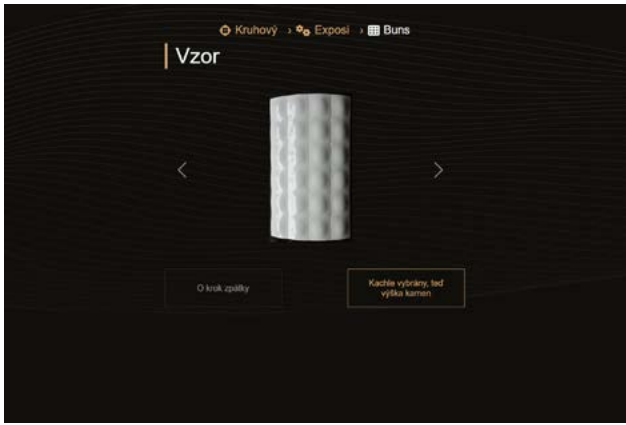 Kruhový › Exposi › Buns
Vzor
O krok zpátky
Kachle vybrány, teď
výška kamen